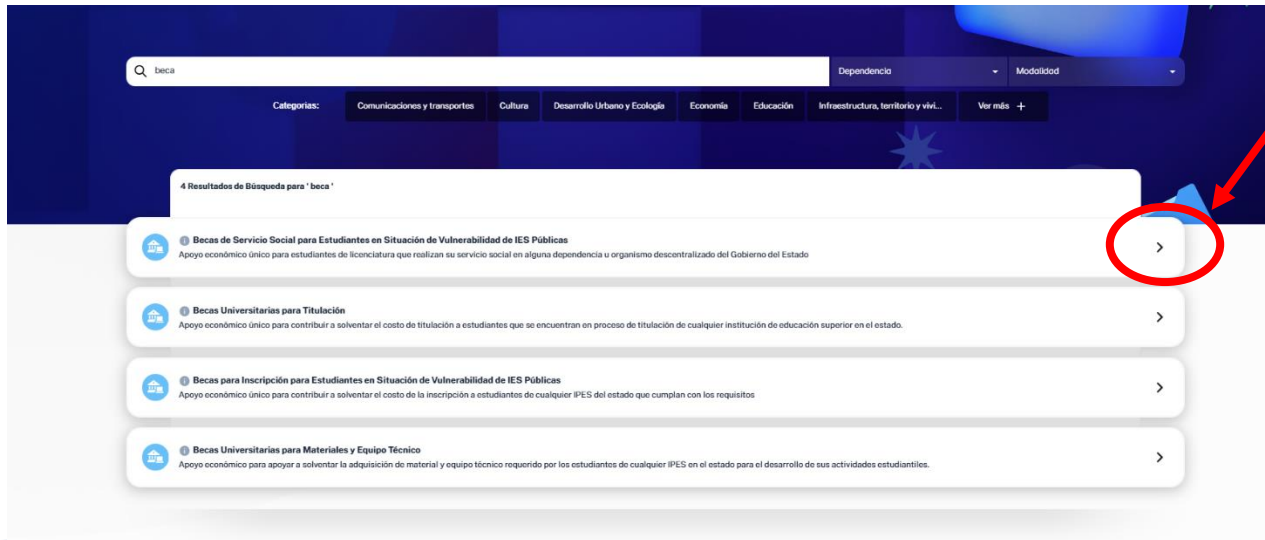 beca
Dependencia
Modalidad
Categorías: Comunicaciones y transportes Cultura Desarrollo Urbano y Ecología Economía Educación Infraestructura, territorio y vivi... Ver más +
4 Resultados de Búsqueda para ' beca '
Becas de Servicio Social para Estudiantes en Situación de Vulnerabilidad de IES Públicas
Apoyo económico único para estudiantes de licenciatura que realizan su servicio social en alguna dependencia u organismo descentralizado del Gobierno del Estado
Becas Universitarias para Titulación
Apoyo económico único para contribuir a solventar el costo de titulación a estudiantes que se encuentran en proceso de titulación de cualquier institución de educación superior en el estado.
Becas para Inscripción para Estudiantes en Situación de Vulnerabilidad de IES Públicas
Apoyo económico único para contribuir a solventar el costo de la inscripción a estudiantes de cualquier IPES del estado que cumplan con los requisitos
Becas Universitarias para Materiales y Equipo Técnico
Apoyo económico para apoyar a solventar la adquisición de material y equipo técnico requerido por los estudiantes de cualquier IPES en el estado para el desarrollo de sus actividades estudiantiles.